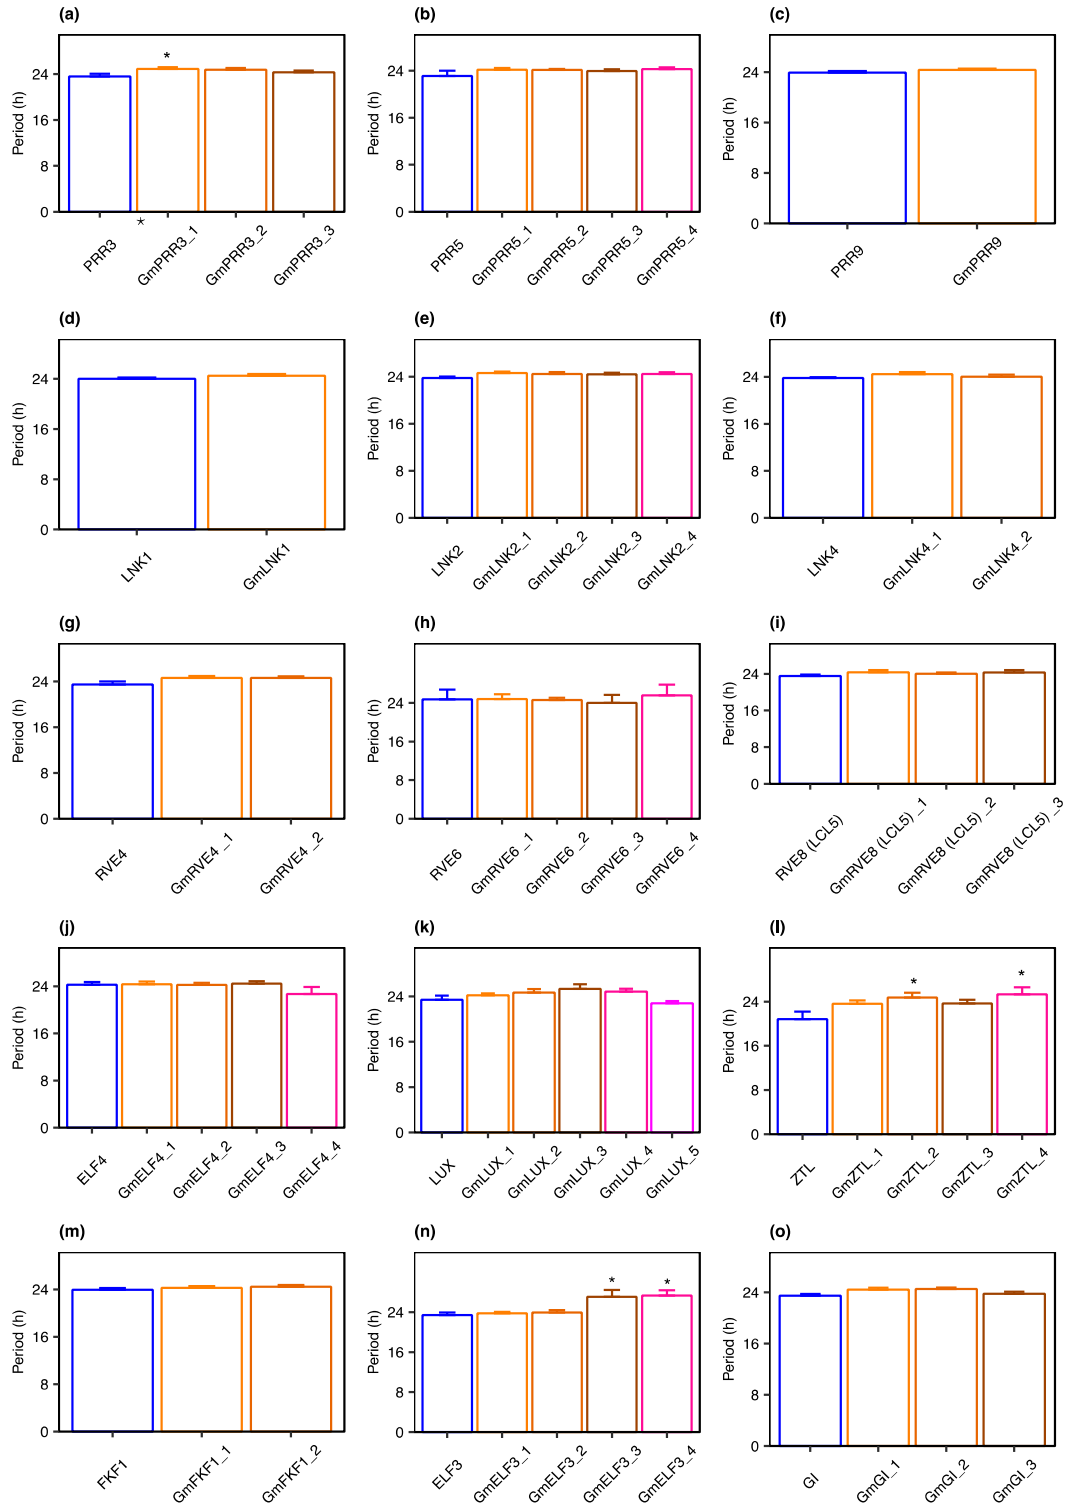 (a)
*
Period (h)
24
16
8
0
*
PRR3
GmPRR3_1
GmPRR3_2
GmPRR3_3
(b)
Period (h)
24
16
8
0
PRR5
GmPRR5_1
GmPRR5_2
GmPRR5_3
GmPRR5_4
(c)
Period (h)
24
16
8
0
PRR9
GmPRR9
(d)
Period (h)
24
16
8
0
LNK1
GmLNK1
(e)
Period (h)
24
16
8
0
LNK2
GmLNK2_1
GmLNK2_2
GmLNK2_3
GmLNK2_4
(f)
Period (h)
24
16
8
0
LNK4
GmLNK4_1
GmLNK4_2
(g)
Period (h)
24
16
8
0
RVE4
GmRVE4 _1
GmRVE4 _2
(h)
Period (h)
24
16
8
0
RVE6
GmRVE6 _1
GmRVE6 _2
GmRVE6 _3
GmRVE6 _4
(i)
Period (h)
24
16
8
0
RVE8 (LCL5)
GmRVE8 (LCL5) _1
GmRVE8 (LCL5) _2
GmRVE8 (LCL5) _3
(j)
Period (h)
24
16
8
0
ELF4
GmELF4_1
GmELF4_2
GmELF4_3
GmELF4_4
(k)
Period (h)
24
16
8
0
LUX
GmLUX_1
GmLUX_2
GmLUX_3
GmLUX_4
GmLUX_5
(l)
* *
Period (h)
24
16
8
0
ZTL
GmZTL_1
GmZTL_2
GmZTL_3
GmZTL_4
(m)
Period (h)
24
16
8
0
FKF1
GmFKF1_1
GmFKF1_2
(n)
* *
Period (h)
24
16
8
0
ELF3
GmELF3_1
GmELF3_2
GmELF3_3
GmELF3_4
(o)
Period (h)
24
16
8
0
GI
GmGI_1
GmGI_2
GmGI_3